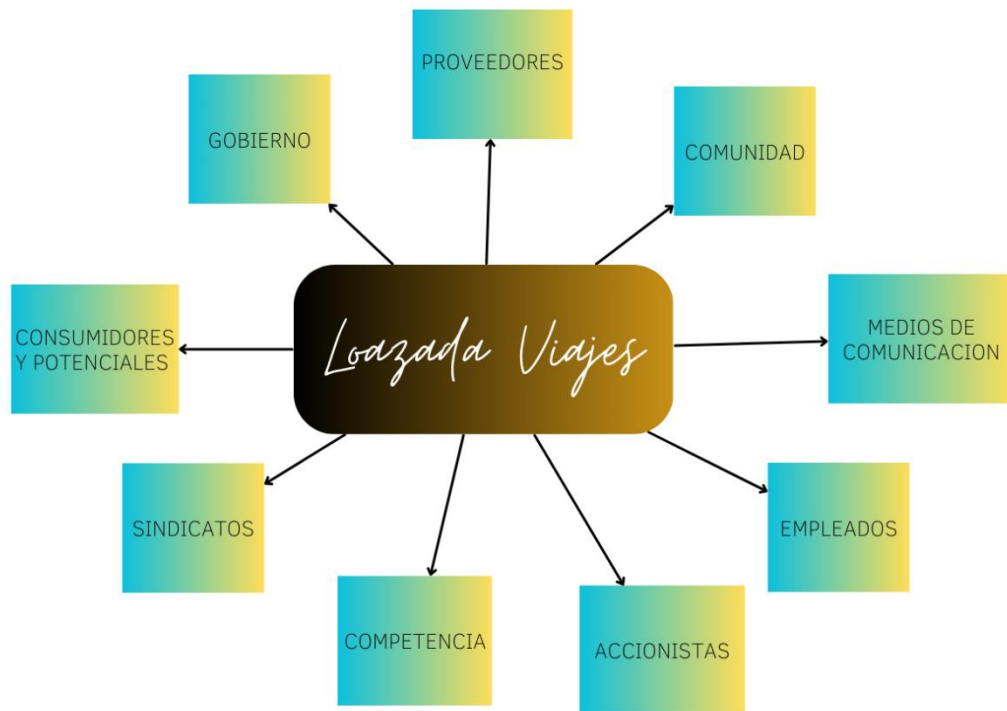 PROVEEDORES
GOBIERNO
COMUNIDAD
CONSUMIDORES
Y POTENCIALES
Loazada Viajes
MEDIOS DE
COMUNICACION
SINDICATOS
EMPLEADOS
COMPETENCIA
ACCIONISTAS